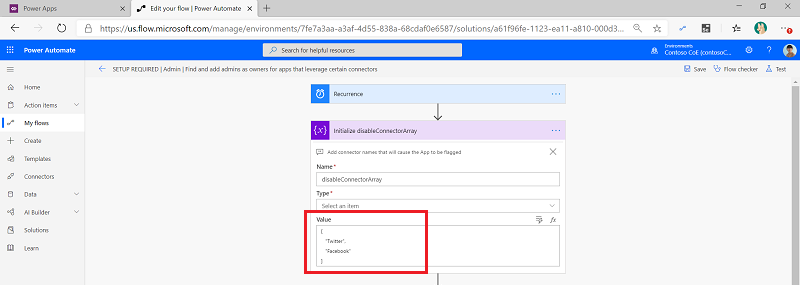 Power Apps
Edit your flow | Power Automate
https://us.flow.microsoft.com/manage/environments/7fe7a3aa-a3af-4d55-838a-68cdaf0e6587/solutions/a61f96fe-1123-ea11-a810-000d3...
Power Automate
Search for helpful resources
Environments
Contoso CoE (contosoC...
SETUP REQUIRED | Admin | Find and add admins as owners for apps that leverage certain connectors
Save
Flow checker
Test
Home
Action items
My flows
Create
Templates
Connectors
Data
AI Builder
Solutions
Learn
Recurrence
{x}
Initialize disableConnectorArray
Add connector names that will cause the App to be flagged.
Name*
disableConnectorArray
Type*
Select an item
Value
fx
[
"Twitter",
"Facebook"
]